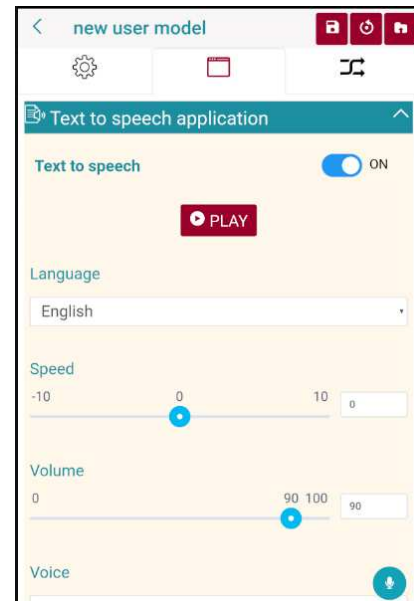 new user model
Text to speech application
Text to speech ON
PLAY
Language
English
Speed
-10 0 10 0
Volume
0 90 100 90
Voice